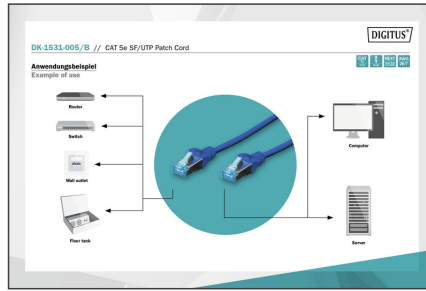 DIGITUS®
DK-1531-005/B // CAT 5e SF/UTP Patch Cord
Anwendungsbeispiel
Example of use
Router
Switch
Wall outlet
Floor tank
Computer
Server